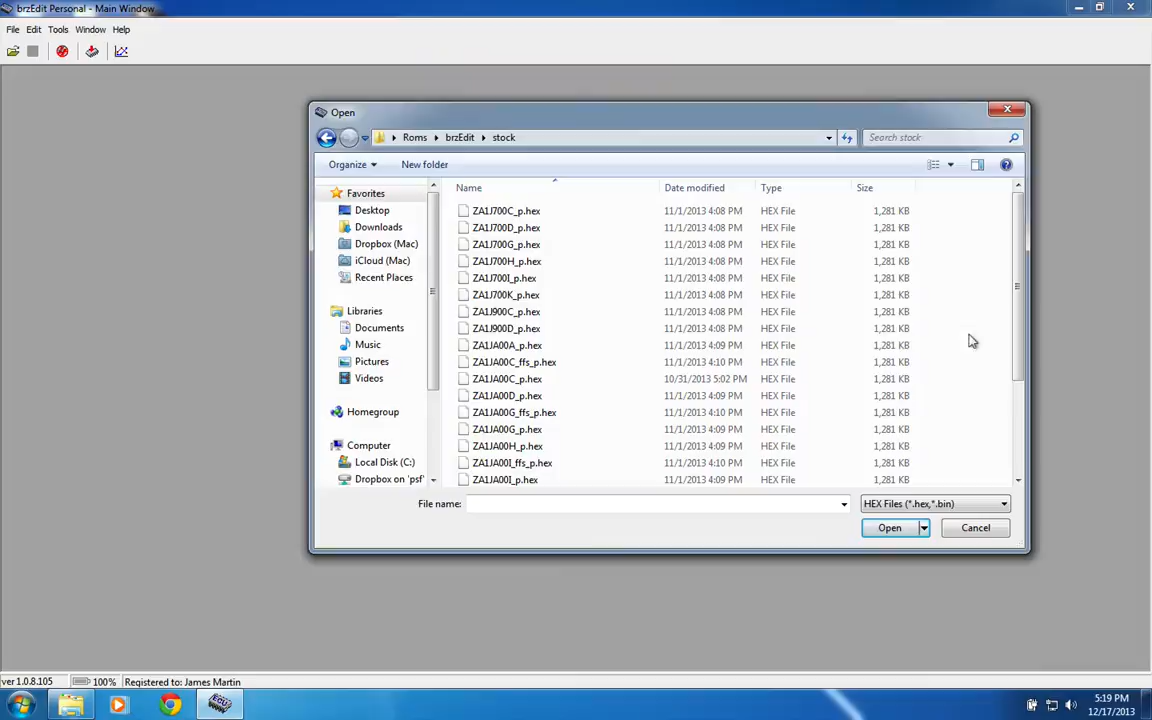 brzEdit Personal - Main Window
File Edit Tools Window Help
Open
Roms brzEdit stock Search stock
Organize New folder
Name Date modified Type Size
Favorites
Desktop
Downloads
Dropbox (Mac)
iCloud (Mac)
Recent Places
Libraries
Documents
Music
Pictures
Videos
Homegroup
Computer
Local Disk (C:)
Dropbox on 'psf'
ZA1J700C_p.hex 11/1/2013 4:08 PM HEX File 1,281 KB
ZA1J700D_p.hex 11/1/2013 4:08 PM HEX File 1,281 KB
ZA1J700G_p.hex 11/1/2013 4:08 PM HEX File 1,281 KB
ZA1J700H_p.hex 11/1/2013 4:08 PM HEX File 1,281 KB
ZA1J700I_p.hex 11/1/2013 4:08 PM HEX File 1,281 KB
ZA1J700K_p.hex 11/1/2013 4:08 PM HEX File 1,281 KB
ZA1J900C_p.hex 11/1/2013 4:08 PM HEX File 1,281 KB
ZA1J900D_p.hex 11/1/2013 4:08 PM HEX File 1,281 KB
ZA1JA00A_p.hex 11/1/2013 4:09 PM HEX File 1,281 KB
ZA1JA00C_ffs_p.hex 11/1/2013 4:10 PM HEX File 1,281 KB
ZA1JA00C_p.hex 10/31/2013 5:02 PM HEX File 1,281 KB
ZA1JA00D_p.hex 11/1/2013 4:09 PM HEX File 1,281 KB
ZA1JA00G_ffs_p.hex 11/1/2013 4:10 PM HEX File 1,281 KB
ZA1JA00G_p.hex 11/1/2013 4:09 PM HEX File 1,281 KB
ZA1JA00H_p.hex 11/1/2013 4:09 PM HEX File 1,281 KB
ZA1JA00I_ffs_p.hex 11/1/2013 4:10 PM HEX File 1,281 KB
ZA1JA00I_p.hex 11/1/2013 4:09 PM HEX File 1,281 KB
File name: HEX Files (*.hex,*.bin)
Open Cancel
ver 1.0.8.105 100% Registered to: James Martin
ECU
5:19 PM
12/17/2013